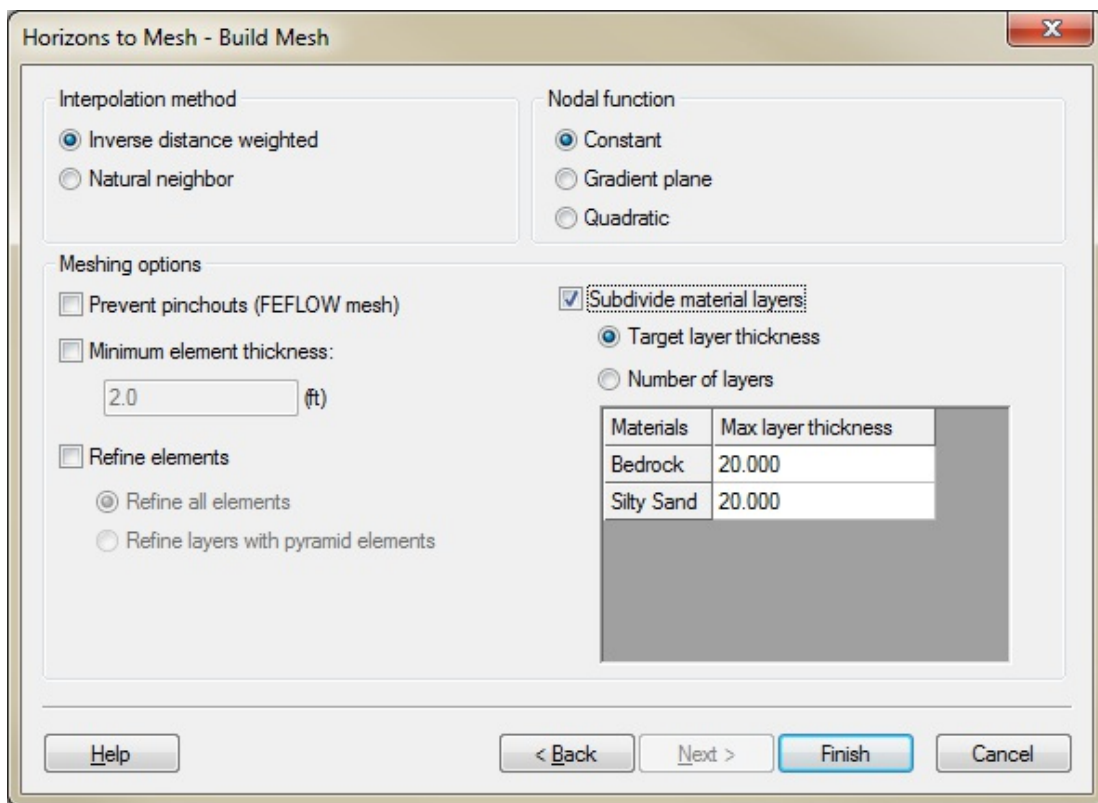 Horizons to Mesh - Build Mesh
Interpolation method
Inverse distance weighted
Natural neighbor
Nodal function
Constant
Gradient plane
Quadratic
Meshing options
Prevent pinchouts (FEFLOW mesh)
Minimum element thickness:
2.0 (ft)
Refine elements
Refine all elements
Refine layers with pyramid elements
Subdivide material layers
Target layer thickness
Number of layers
Materials Max layer thickness
Bedrock 20.000
Silty Sand 20.000
Help < Back Next > Finish Cancel